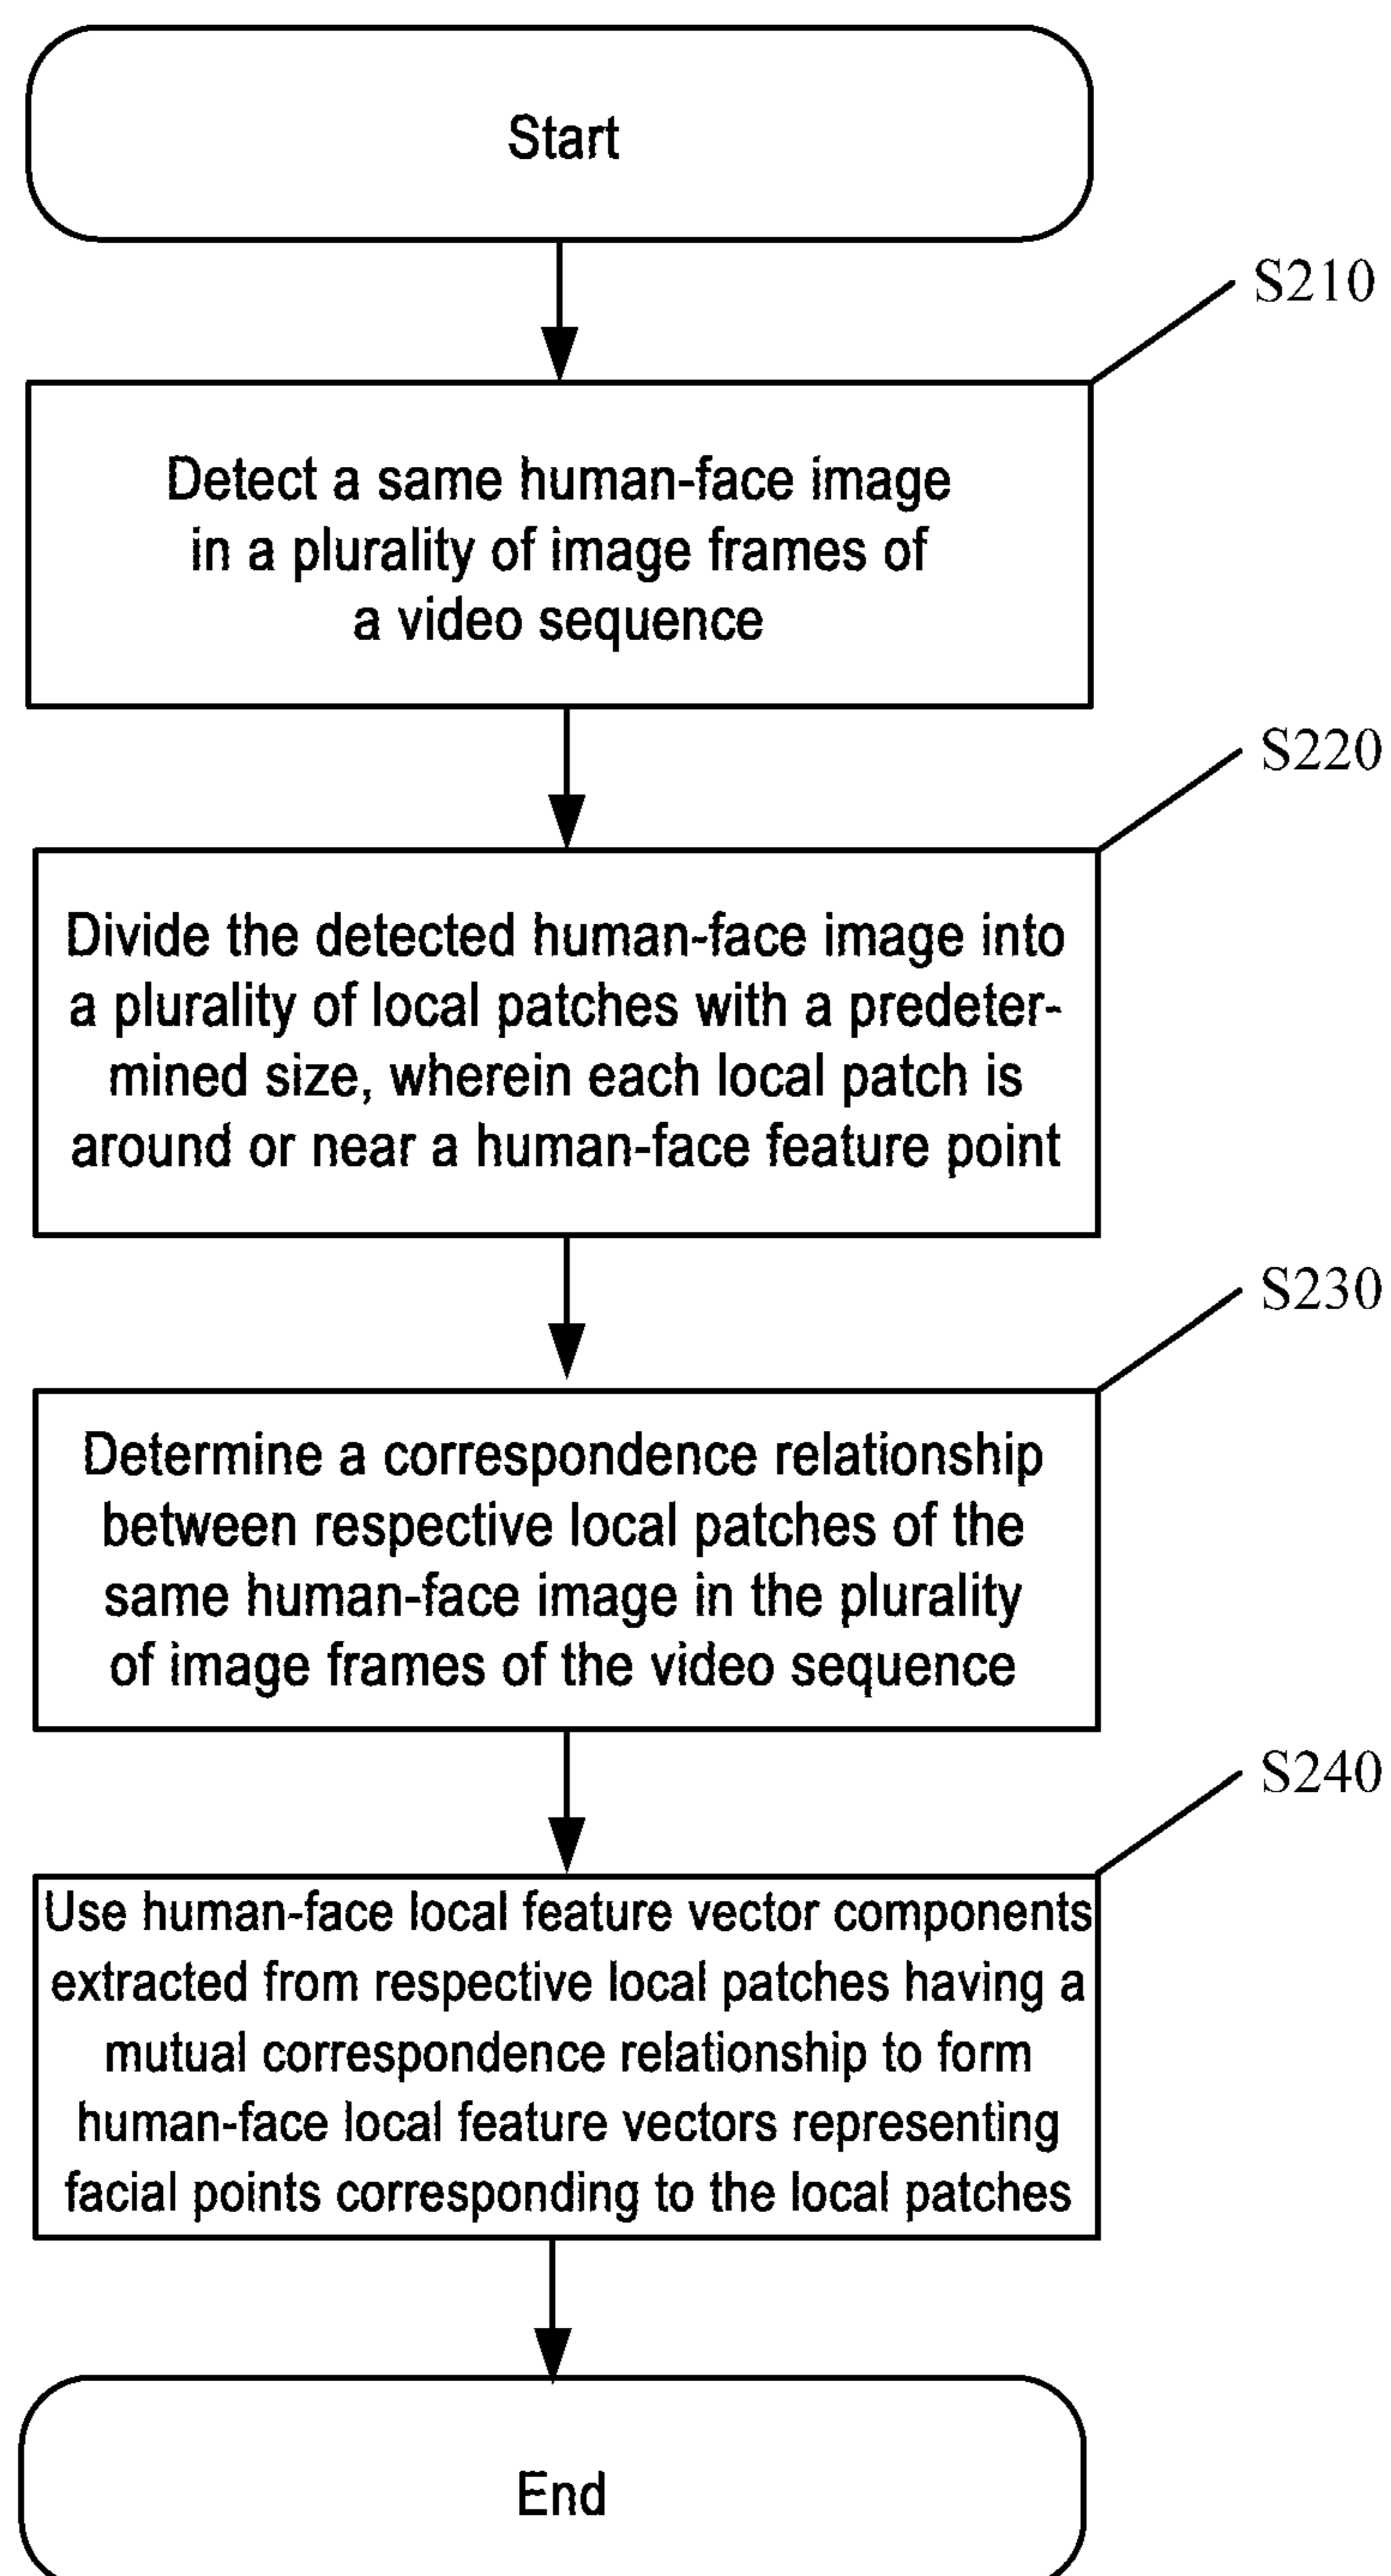 Start
S210
Detect a same human-face image
in a plurality of image frames of
a video sequence
S220
Divide the detected human-face image into
a plurality of local patches with a predeter-
mined size, wherein each local patch is
around or near a human-face feature point
S230
Determine a correspondence relationship
between respective local patches of the
same human-face image in the plurality
of image frames of the video sequence
S240
Use human-face local feature vector components
extracted from respective local patches having a
mutual correspondence relationship to form
human-face local feature vectors representing
facial points corresponding to the local patches
End